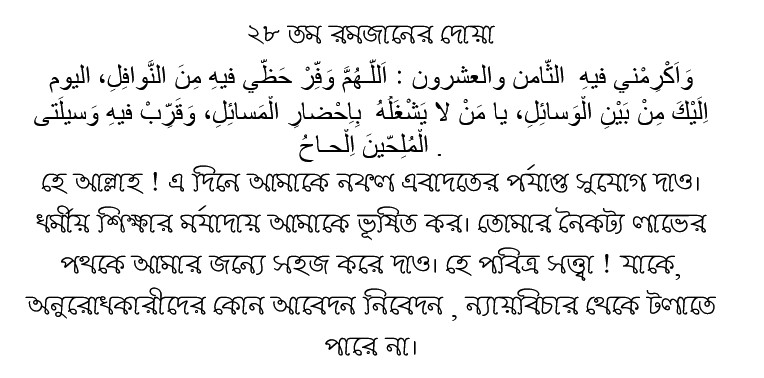 ২৮ তম রমজানের দোয়া
وَاَكْرِمْني فيهِ الثّامن والعشرون : اَللّـهُمَّ وَفِّرْ حَظّي فيهِ مِنَ النَّوافِلِ، اليوم
اِلَيْكَ مِنْ بَيْنِ الْوَسائِلِ، يا مَنْ لا يَشْغَلُهُ بِاِحْضارِ الْمَسائِلِ، وَقَرِّبْ فيهِ وَسيلَتى
الْمُلِحّينَ اِلْحـاحُ .
হে আল্লাহ ! এ দিনে আমাকে নফল এবাদতের পর্যাপ্ত সুযোগ দাও।
ধর্মীয় শিক্ষার মর্যাদায় আমাকে ভূষিত কর। তোমার নৈকট্য লাভের
পথকে আমার জন্যে সহজ করে দাও। হে পবিত্র সত্ত্বা ! যাকে,
অনুরোধকারীদের কোন আবেদন নিবেদন , ন্যায়বিচার থেকে টলাতে
পারে না।